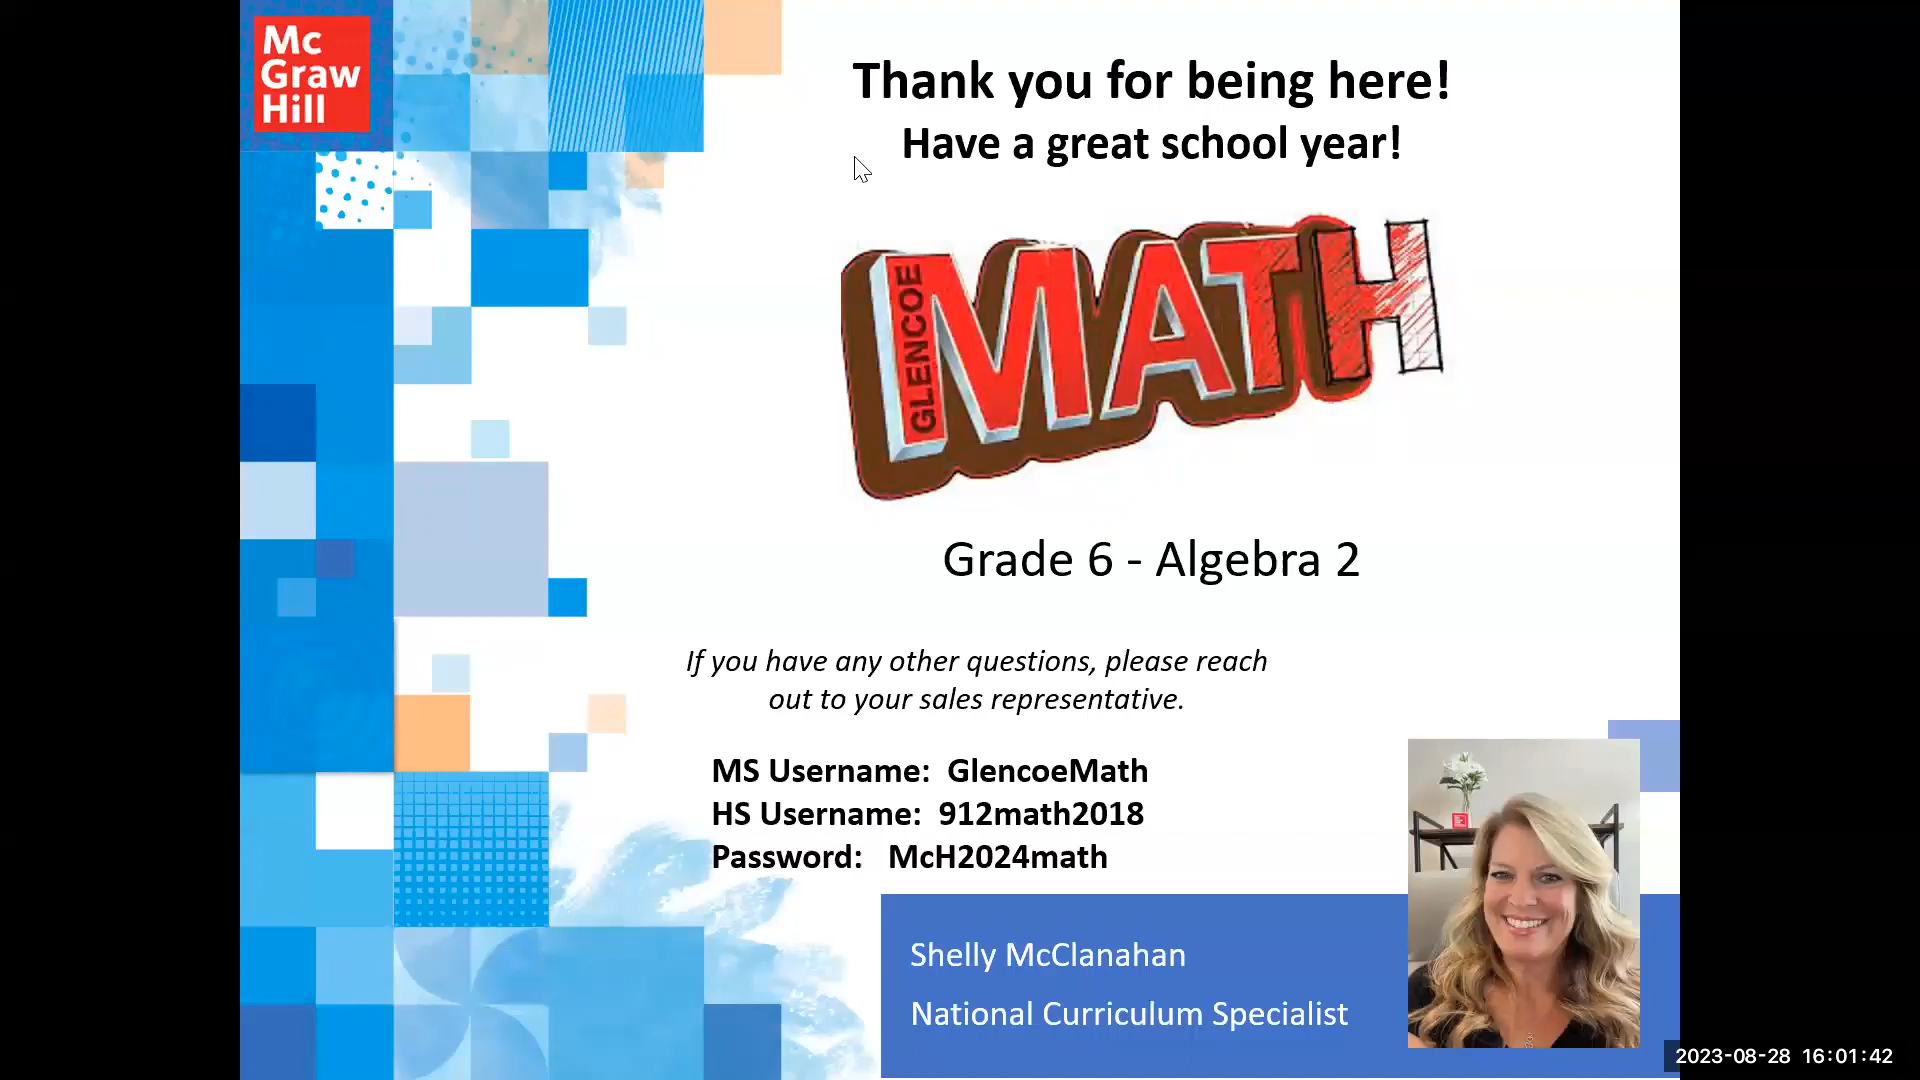 Mc
Graw
Hill
Thank you for being here!
Have a great school year!
GLENCOE
MATH
Grade 6 - Algebra 2
If you have any other questions, please reach
out to your sales representative.
MS Username: GlencoeMath
HS Username: 912math2018
Password: McH2024math
Shelly McClanahan
National Curriculum Specialist
2023-08-28 16:01:42